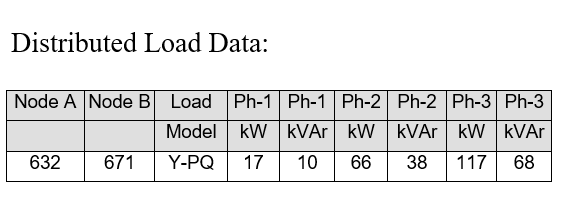 Distributed Load Data:
Node A Node B Load Ph-1 Ph-1 Ph-2 Ph-2 Ph-3 Ph-3
Model kW kVAr kW kVAr kW kVAr
632 671 Y-PQ 17 10 66 38 117 68